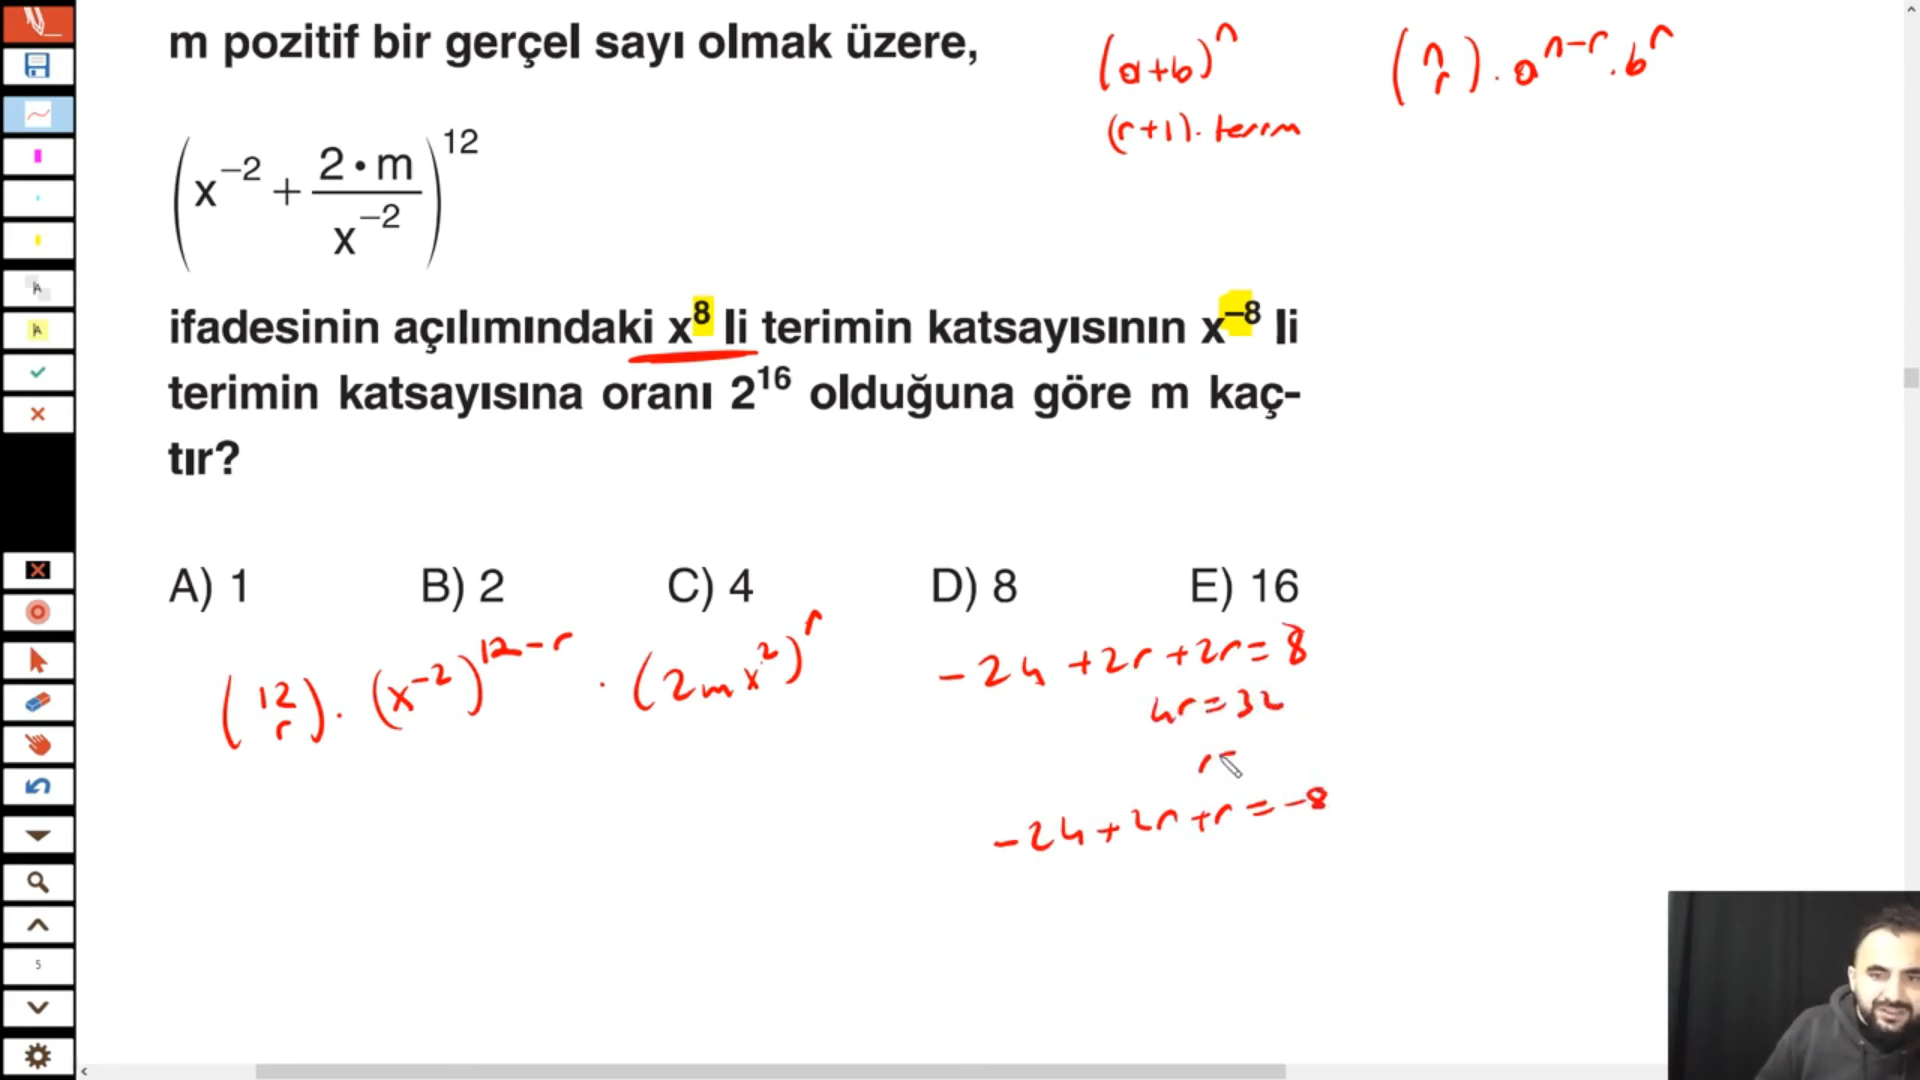 m pozitif bir gerçel sayı olmak üzere,
(a+b)^n
(n r) . a^{n-r} . b^r
(r+1). terim
(x^{-2} + 2 • m / x^{-2})^{12}
ifadesinin açılımındaki x^8 li terimin katsayısının x^{-8} li
terimin katsayısına oranı 2^{16} olduğuna göre m kaç-
tır?
A) 1 B) 2 C) 4 D) 8 E) 16
(12 r) . (x^{-2})^{12-r} . (2mx^2)^r
-24 +2r +2r = 8
4r = 32
r=
-24+2r+r = -8
5